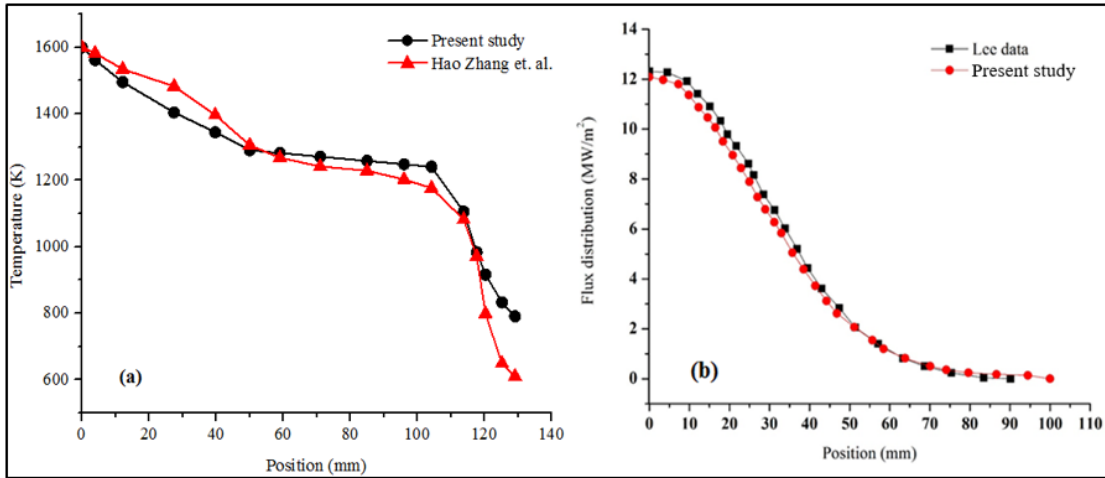 Present study
Hao Zhang et. al.
Temperature (K)
1600
1400
1200
1000
800
600
(a)
0 20 40 60 80 100 120 140
Position (mm)
Lee data
Present study
Flux distribution (MW/m²)
14
12
10
8
6
4
2
0
(b)
0 10 20 30 40 50 60 70 80 90 100 110
Position (mm)